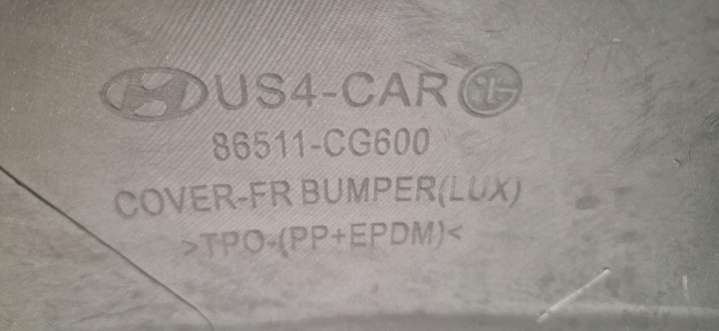 US4-CAR
86511-CG600
COVER-FR BUMPER(LUX)
>TPO-(PP+EPDM)<